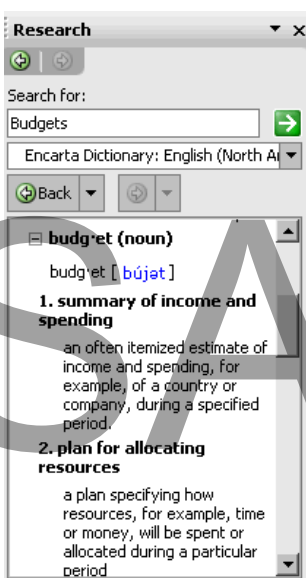 Research
Search for:
Budgets
Encarta Dictionary: English (North A
Back
budg·et (noun)
budg·et [ bújət ]
1. summary of income and
spending
an often itemized estimate of
income and spending, for
example, of a country or
company, during a specified
period.
2. plan for allocating
resources
a plan specifying how
resources, for example, time
or money, will be spent or
allocated during a particular
period